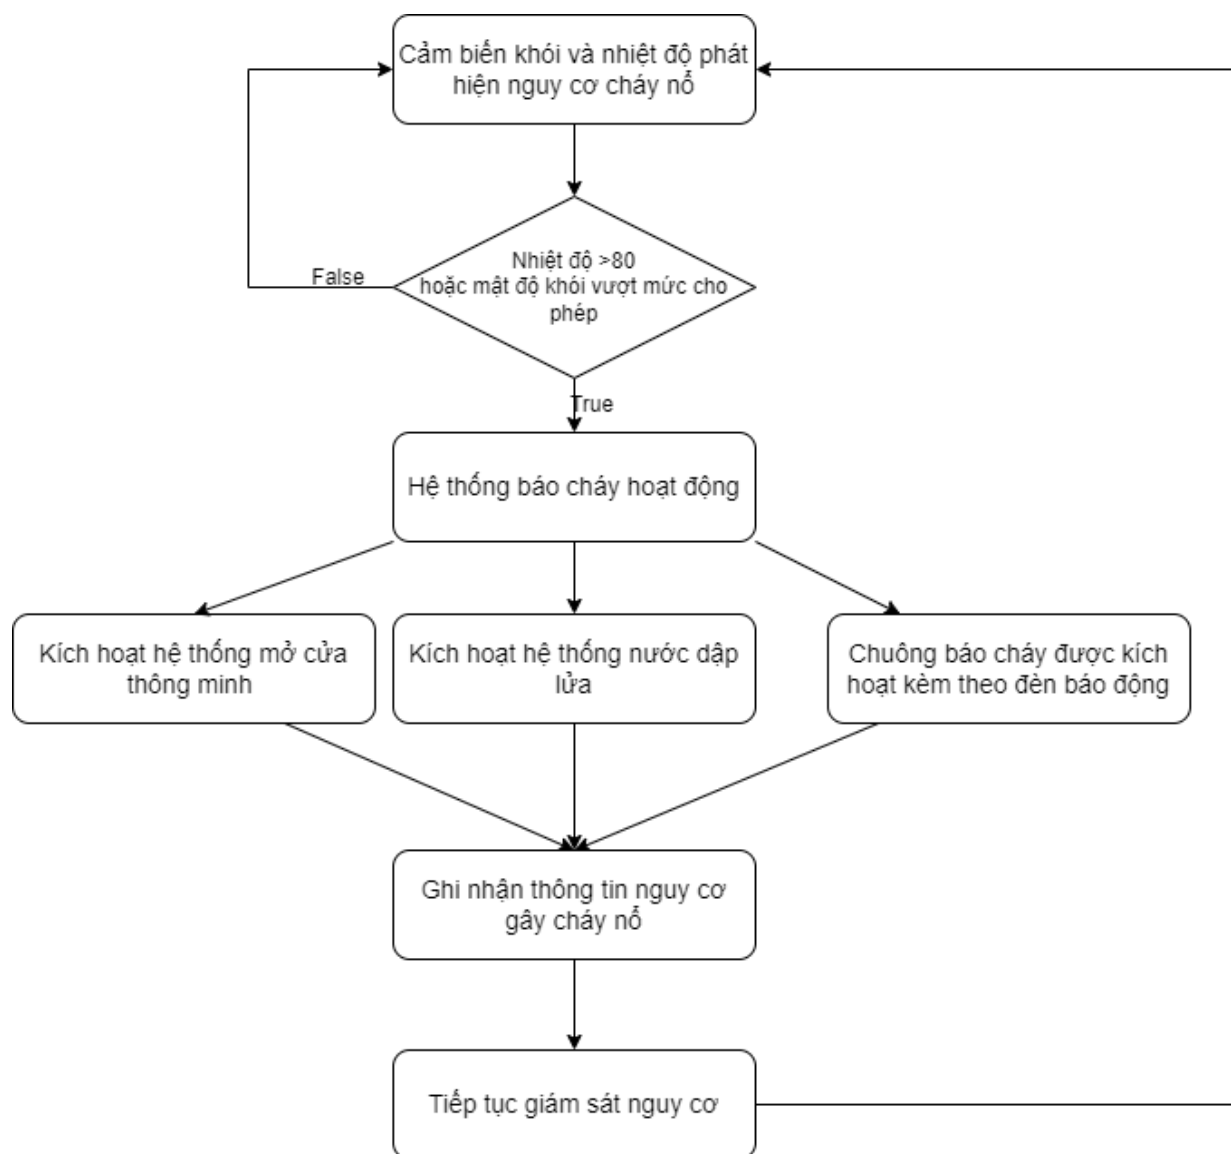 Cảm biến khói và nhiệt độ phát
hiện nguy cơ cháy nổ
Nhiệt độ >80
hoặc mật độ khói vượt mức cho
phép
False
True
Hệ thống báo cháy hoạt động
Kích hoạt hệ thống mở cửa
thông minh
Kích hoạt hệ thống nước dập
lửa
Chuông báo cháy được kích
hoạt kèm theo đèn báo động
Ghi nhận thông tin nguy cơ
gây cháy nổ
Tiếp tục giám sát nguy cơ